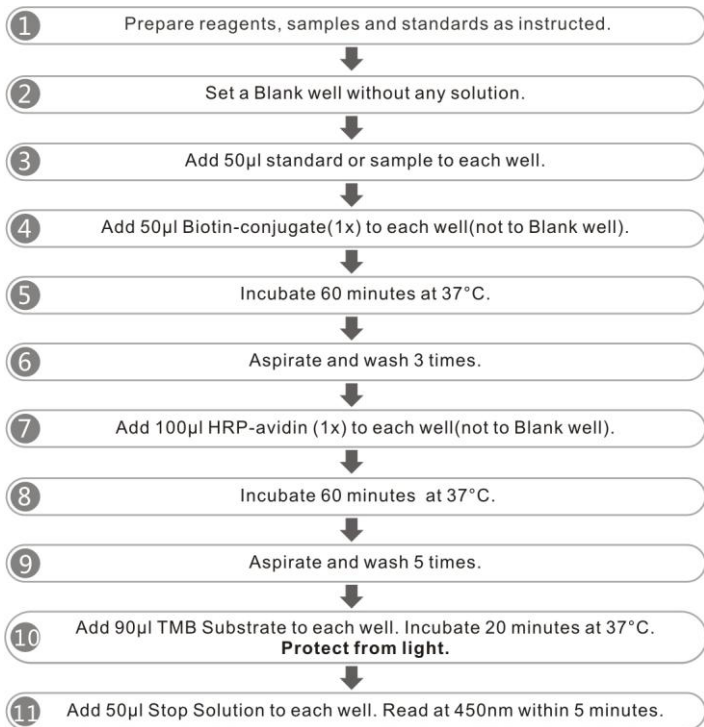 1 Prepare reagents, samples and standards as instructed.
2 Set a Blank well without any solution.
3 Add 50µl standard or sample to each well.
4 Add 50µl Biotin-conjugate(1x) to each well(not to Blank well).
5 Incubate 60 minutes at 37°C.
6 Aspirate and wash 3 times.
7 Add 100µl HRP-avidin (1x) to each well(not to Blank well).
8 Incubate 60 minutes at 37°C.
9 Aspirate and wash 5 times.
10 Add 90µl TMB Substrate to each well. Incubate 20 minutes at 37°C.
Protect from light.
11 Add 50µl Stop Solution to each well. Read at 450nm within 5 minutes.